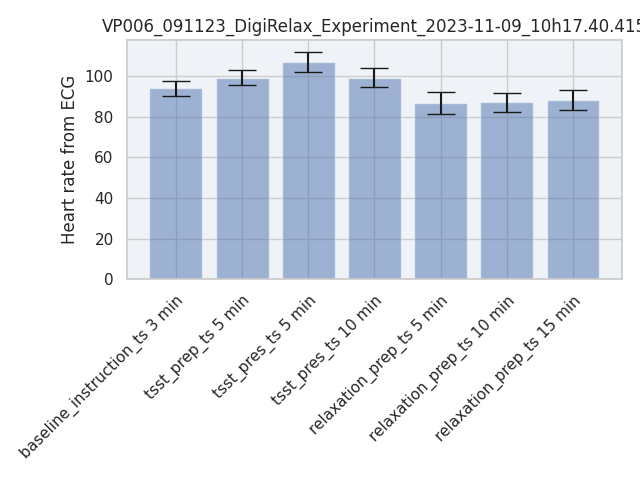 VP006_091123_DigiRelax_Experiment_2023-11-09_10h17.40.415
Heart rate from ECG
100
80
60
40
20
0
baseline_instruction_ts 3 min
tsst_prep_ts 5 min
tsst_pres_ts 5 min
tsst_pres_ts 10 min
relaxation_prep_ts 5 min
relaxation_prep_ts 10 min
relaxation_prep_ts 15 min